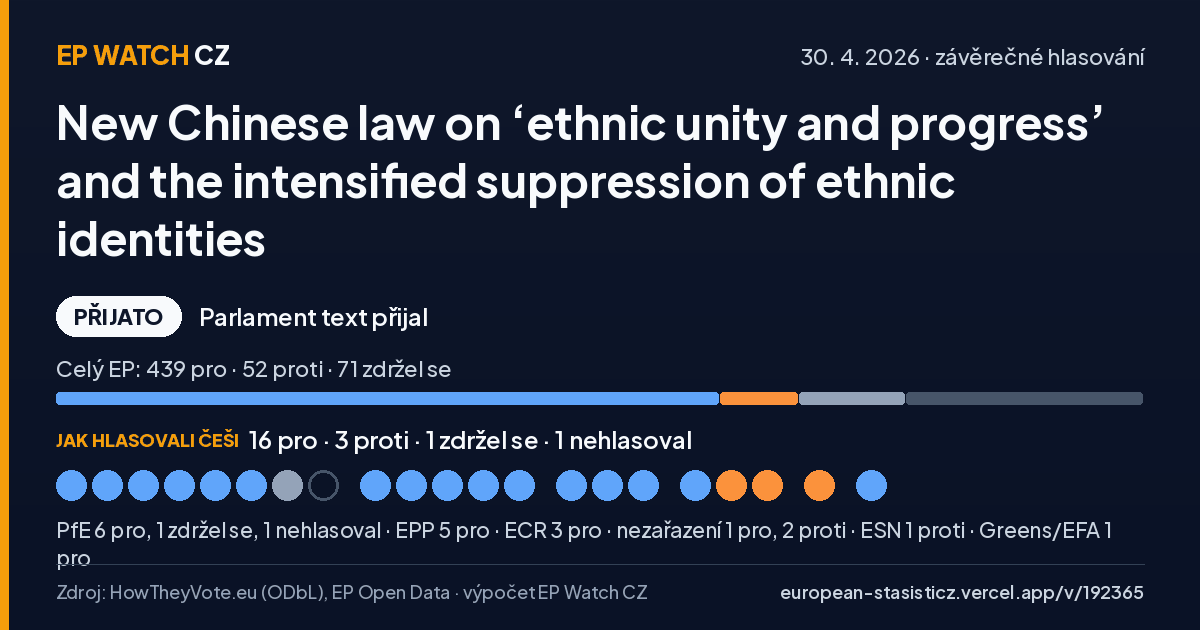 EP WATCH CZ
30. 4. 2026 · závěrečné hlasování
New Chinese law on ‘ethnic unity and progress’
and the intensified suppression of ethnic
identities
PŘIJATO Parlament text přijal
Celý EP: 439 pro · 52 proti · 71 zdržel se
JAK HLASOVALI ČEŠI 16 pro · 3 proti · 1 zdržel se · 1 nehlasoval
PfE 6 pro, 1 zdržel se, 1 nehlasoval · EPP 5 pro · ECR 3 pro · nezařazení 1 pro, 2 proti · ESN 1 proti · Greens/EFA 1
pro
Zdroj: HowTheyVote.eu (ODbL), EP Open Data · výpočet EP Watch CZ
european-stasisticz.vercel.app/v/192365